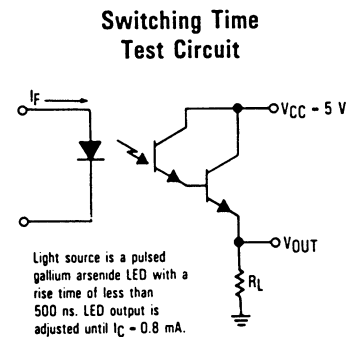 Switching Time
Test Circuit
IF
VCC - 5 V
VOUT
RL
Light source is a pulsed
gallium arsenide LED with a
rise time of less than
500 ns. LED output is
adjusted until IC - 0.8 mA.